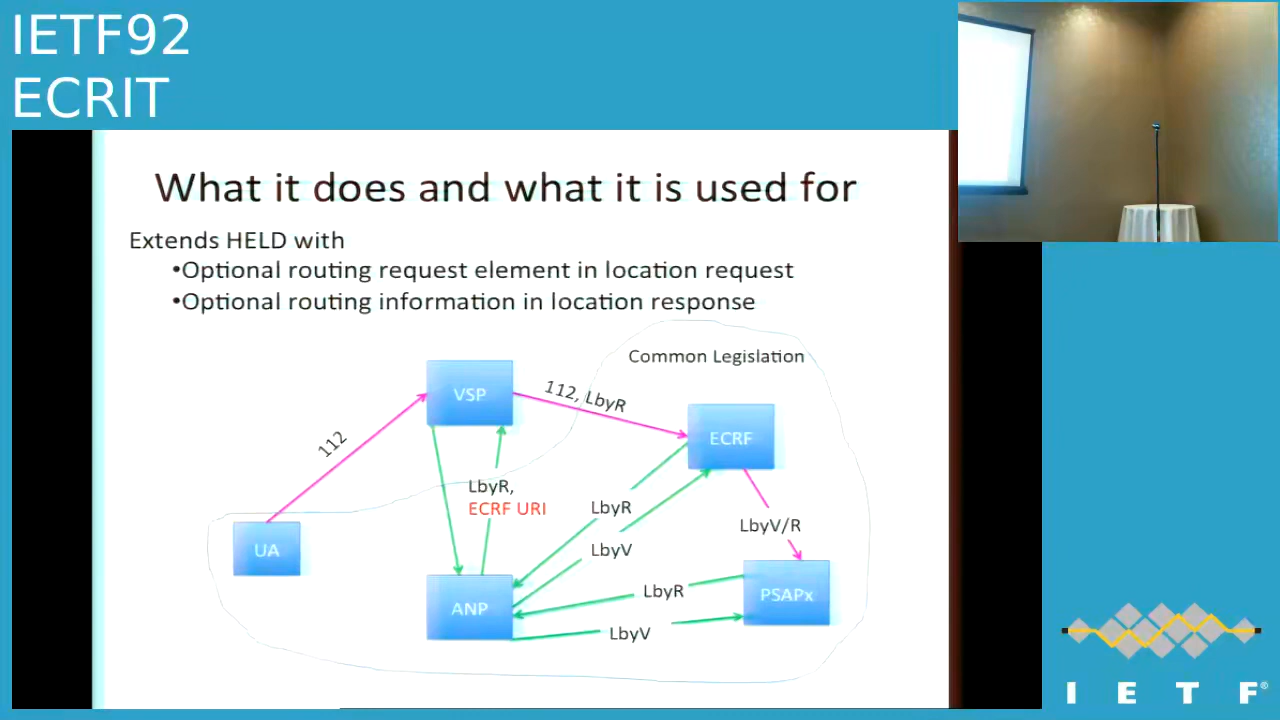 IETF92
ECRIT
What it does and what it is used for
Extends HELD with
•Optional routing request element in location request
•Optional routing information in location response
Common Legislation
VSP
112, LbyR
ECRF
112
LbyR,
ECRF URI
LbyR
LbyV/R
UA
LbyV
ANP
LbyR
PSAPx
LbyV
I E T F®